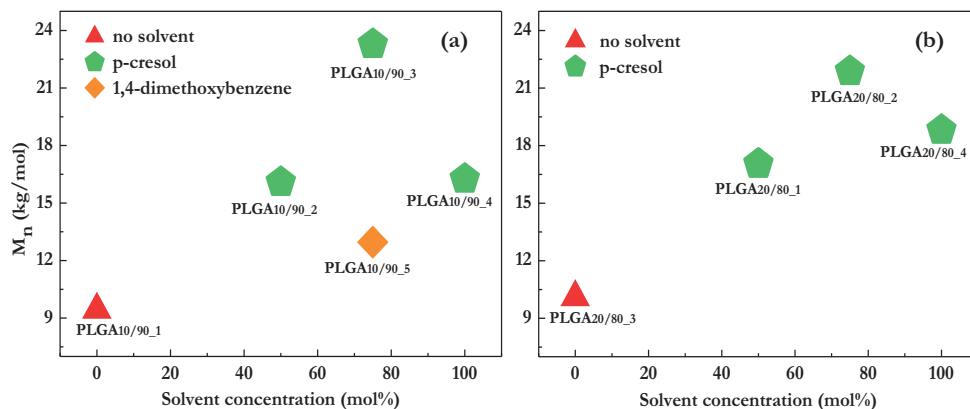 (a)
no solvent
p-cresol
1,4-dimethoxybenzene
PLGA10/90_3
PLGA10/90_2
PLGA10/90_4
PLGA10/90_5
PLGA10/90_1
24
21
18
15
12
9
Mn (kg/mol)
0 20 40 60 80 100
Solvent concentration (mol%)
(b)
no solvent
p-cresol
PLGA20/80_2
PLGA20/80_4
PLGA20/80_1
PLGA20/80_3
24
21
18
15
12
9
0 20 40 60 80 100
Solvent concentration (mol%)